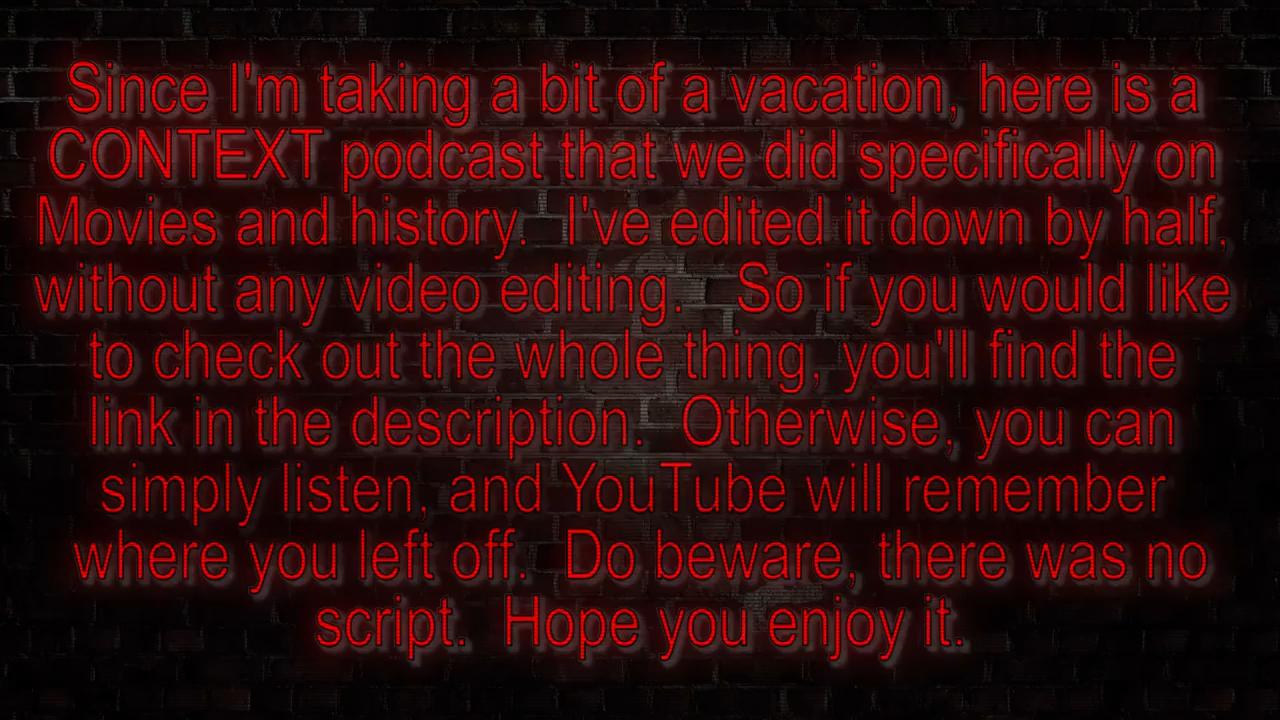 Since I'm taking a bit of a vacation, here is a
CONTEXT podcast that we did specifically on
Movies and history.  I've edited it down by half,
without any video editing.   So if you would like
to check out the whole thing, you'll find the
link in the description.  Otherwise, you can
simply listen, and YouTube will remember
where you left off.  Do beware, there was no
script.  Hope you enjoy it.